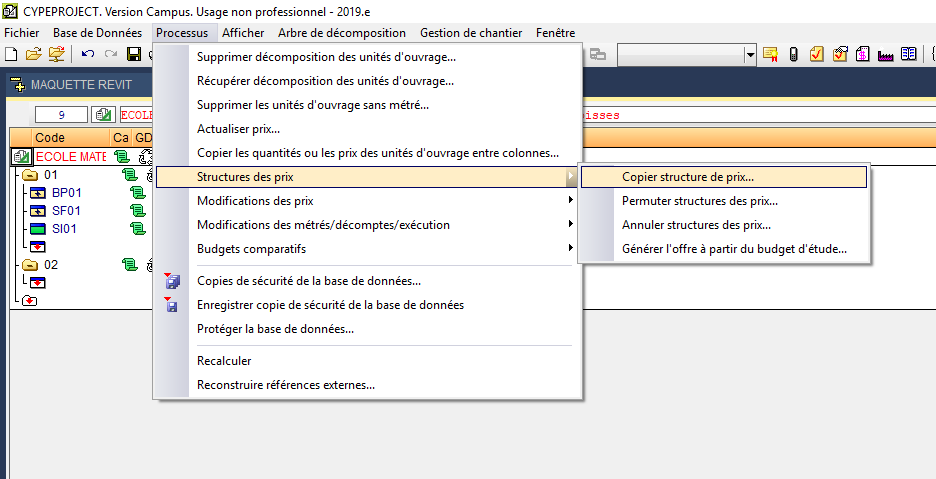 CYPEPROJECT. Version Campus. Usage non professionnel - 2019.e
Fichier Base de Données Processus Afficher Arbre de décomposition Gestion de chantier Fenêtre
MAQUETTE REVIT
9
Code Ca GD
ECOLE MATE
01
BP01
SF01
SI01
02
Supprimer décomposition des unités d'ouvrage...
Récupérer décomposition des unités d'ouvrage...
Supprimer les unités d'ouvrage sans métré...
Actualiser prix...
Copier les quantités ou les prix des unités d'ouvrage entre colonnes...
Structures des prix
Modifications des prix
Modifications des métrés/décomptes/exécution
Budgets comparatifs
Copies de sécurité de la base de données...
Enregistrer copie de sécurité de la base de données
Protéger la base de données...
Recalculer
Reconstruire références externes...
Copier structure de prix...
Permuter structures des prix...
Annuler structures des prix...
Générer l'offre à partir du budget d'étude...